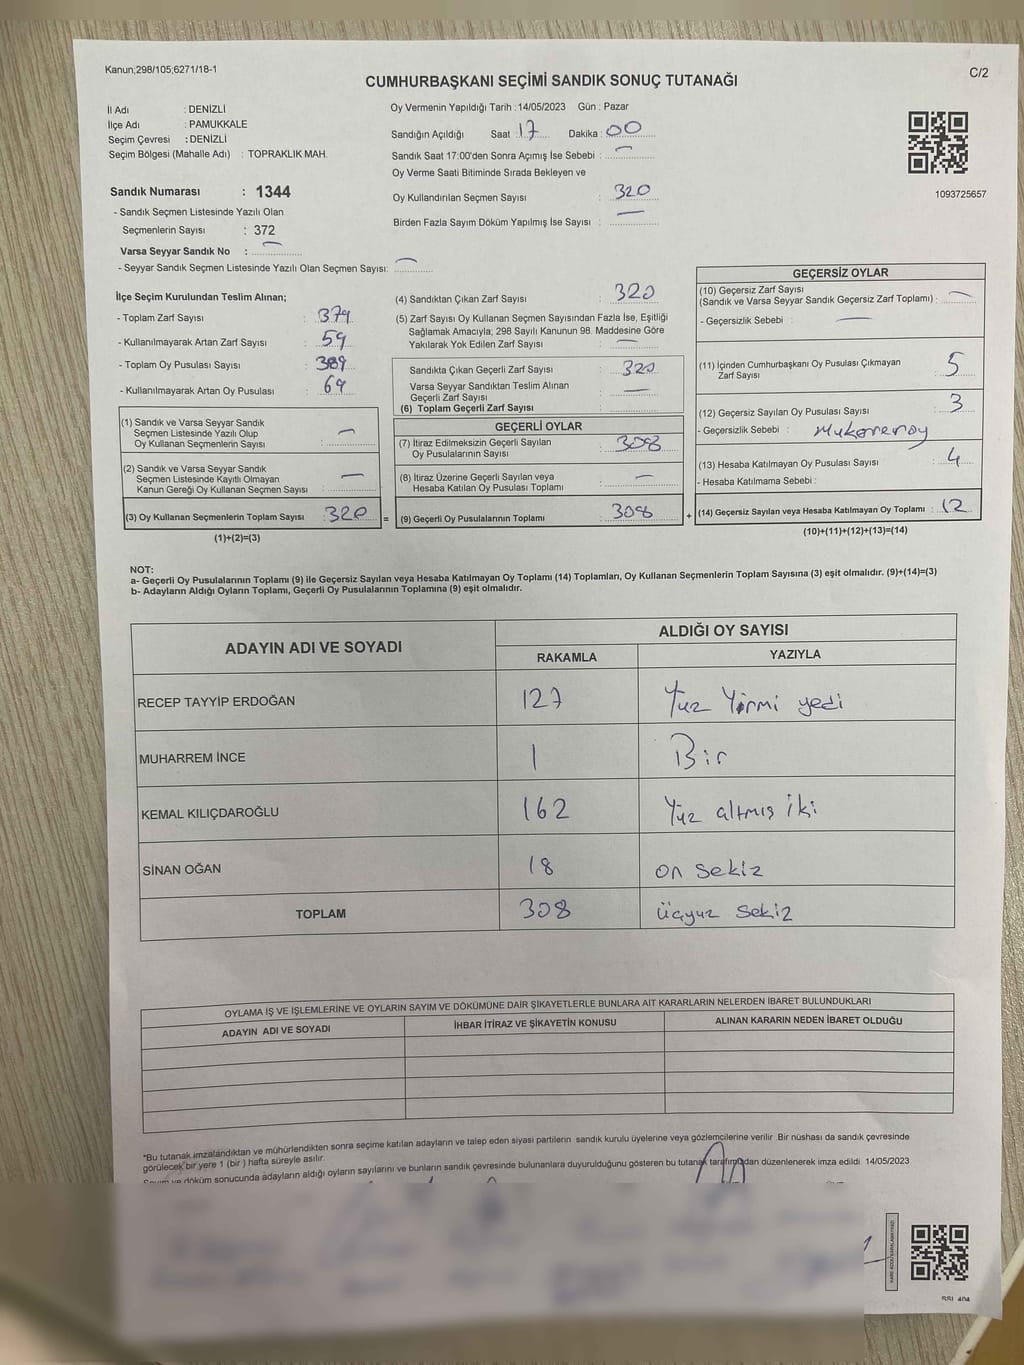 Kanun;298/105;6271/18-1
C/2
CUMHURBAŞKANI SEÇİMİ SANDIK SONUÇ TUTANAĞI
İl Adı : DENİZLİ
İlçe Adı : PAMUKKALE
Seçim Çevresi : DENİZLİ
Seçim Bölgesi (Mahalle Adı) : TOPRAKLIK MAH.
Sandık Numarası : 1344
- Sandık Seçmen Listesinde Yazılı Olan
Seçmenlerin Sayısı : 372
Varsa Seyyar Sandık No : —
- Seyyar Sandık Seçmen Listesinde Yazılı Olan Seçmen Sayısı: —
Oy Vermenin Yapıldığı Tarih : 14/05/2023 Gün : Pazar
Sandığın Açıldığı Saat : 17 Dakika : 00
Sandık Saat 17:00'den Sonra Açımış İse Sebebi : —
Oy Verme Saati Bitiminde Sırada Bekleyen ve
Oy Kullandırılan Seçmen Sayısı : 320
Birden Fazla Sayım Döküm Yapılmış İse Sayısı : —
1093725657
İlçe Seçim Kurulundan Teslim Alınan;
- Toplam Zarf Sayısı : 379
- Kullanılmayarak Artan Zarf Sayısı : 59
- Toplam Oy Pusulası Sayısı : 389
- Kullanılmayarak Artan Oy Pusulası : 69
(1) Sandık ve Varsa Seyyar Sandık
Seçmen Listesinde Yazılı Olup
Oy Kullanan Seçmenlerin Sayısı : —
(2) Sandık ve Varsa Seyyar Sandık
Seçmen Listesinde Kayıtlı Olmayan
Kanun Gereği Oy Kullanan Seçmen Sayısı : —
(3) Oy Kullanan Seçmenlerin Toplam Sayısı : 320
(1)+(2)=(3)
(4) Sandıktan Çıkan Zarf Sayısı : 320
(5) Zarf Sayısı Oy Kullanan Seçmen Sayısından Fazla İse, Eşitliği
Sağlamak Amacıyla; 298 Sayılı Kanunun 98. Maddesine Göre
Yakılarak Yok Edilen Zarf Sayısı : —
Sandıkta Çıkan Geçerli Zarf Sayısı : 320
Varsa Seyyar Sandıktan Teslim Alınan
Geçerli Zarf Sayısı : —
(6) Toplam Geçerli Zarf Sayısı :
GEÇERLİ OYLAR
(7) İtiraz Edilmeksizin Geçerli Sayılan : 308
Oy Pusulalarının Sayısı
(8) İtiraz Üzerine Geçerli Sayılan veya : —
Hesaba Katılan Oy Pusulası Toplamı
= (9) Geçerli Oy Pusulalarının Toplamı : 308
GEÇERSİZ OYLAR
(10) Geçersiz Zarf Sayısı
(Sandık ve Varsa Seyyar Sandık Geçersiz Zarf Toplamı) : —
- Geçersizlik Sebebi : —
(11) İçinden Cumhurbaşkanı Oy Pusulası Çıkmayan
Zarf Sayısı : 5
(12) Geçersiz Sayılan Oy Pusulası Sayısı : 3
- Geçersizlik Sebebi :
(13) Hesaba Katılmayan Oy Pusulası Sayısı : 4
- Hesaba Katılmama Sebebi :
+ (14) Geçersiz Sayılan veya Hesaba Katılmayan Oy Toplamı : 12
(10)+(11)+(12)+(13)=(14)
NOT:
a- Geçerli Oy Pusulalarının Toplamı (9) ile Geçersiz Sayılan veya Hesaba Katılmayan Oy Toplamı (14) Toplamları, Oy Kullanan Seçmenlerin Toplam Sayısına (3) eşit olmalıdır. (9)+(14)=(3)
b- Adayların Aldığı Oyların Toplamı, Geçerli Oy Pusulalarının Toplamına (9) eşit olmalıdır.
ADAYIN ADI VE SOYADI ALDIĞI OY SAYISI
RAKAMLA YAZIYLA
RECEP TAYYİP ERDOĞAN 127 Yüz Yirmi yedi
MUHARREM İNCE 1 Bir
KEMAL KILIÇDAROĞLU 162 Yüz altmış iki
SİNAN OĞAN 18 on sekiz
TOPLAM 308 üçyuz sekiz
OYLAMA İŞ VE İŞLEMLERİNE VE OYLARIN SAYIM VE DÖKÜMÜNE DAİR ŞİKAYETLERLE BUNLARA AİT KARARLARIN NELERDEN İBARET BULUNDUKLARI
ADAYIN ADI VE SOYADI İHBAR İTİRAZ VE ŞİKAYETİN KONUSU ALINAN KARARIN NEDEN İBARET OLDUĞU
*Bu tutanak imzalandıktan ve mühürlendikten sonra seçime katılan adayların ve talep eden siyasi partilerin sandık kurulu üyelerine veya gözlemcilerine verilir. Bir nüshası da sandık çevresinde
görülecek bir yere 1 (bir ) hafta süreyle asılır.
Sayım ve döküm sonucunda adayların aldığı oyların sayılarını ve bunların sandık çevresinde bulunanlara duyurulduğunu gösteren bu tutanak tarafımızdan düzenlenerek imza edildi. 14/05/2023